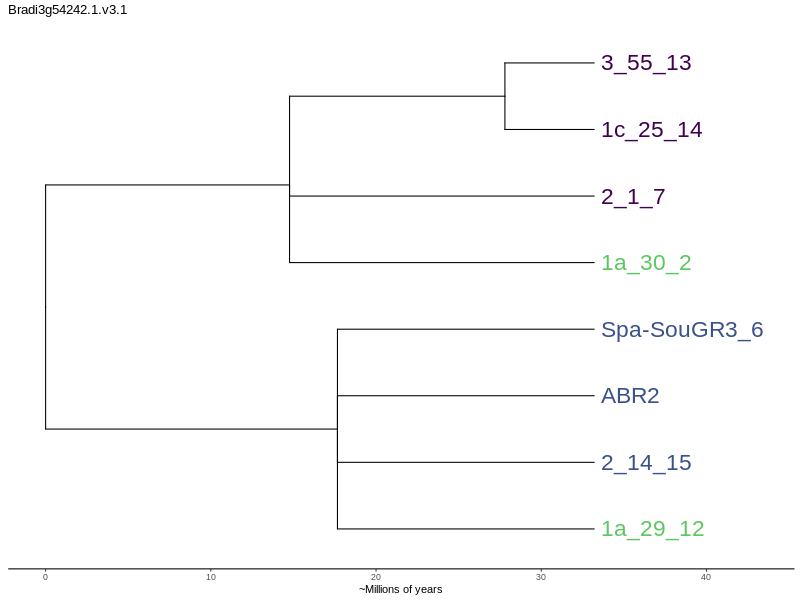 Bradi3g54242.1.v3.1
3_55_13
1c_25_14
2_1_7
1a_30_2
Spa-SouGR3_6
ABR2
2_14_15
1a_29_12
0 10 20 30 40
~Millions of years